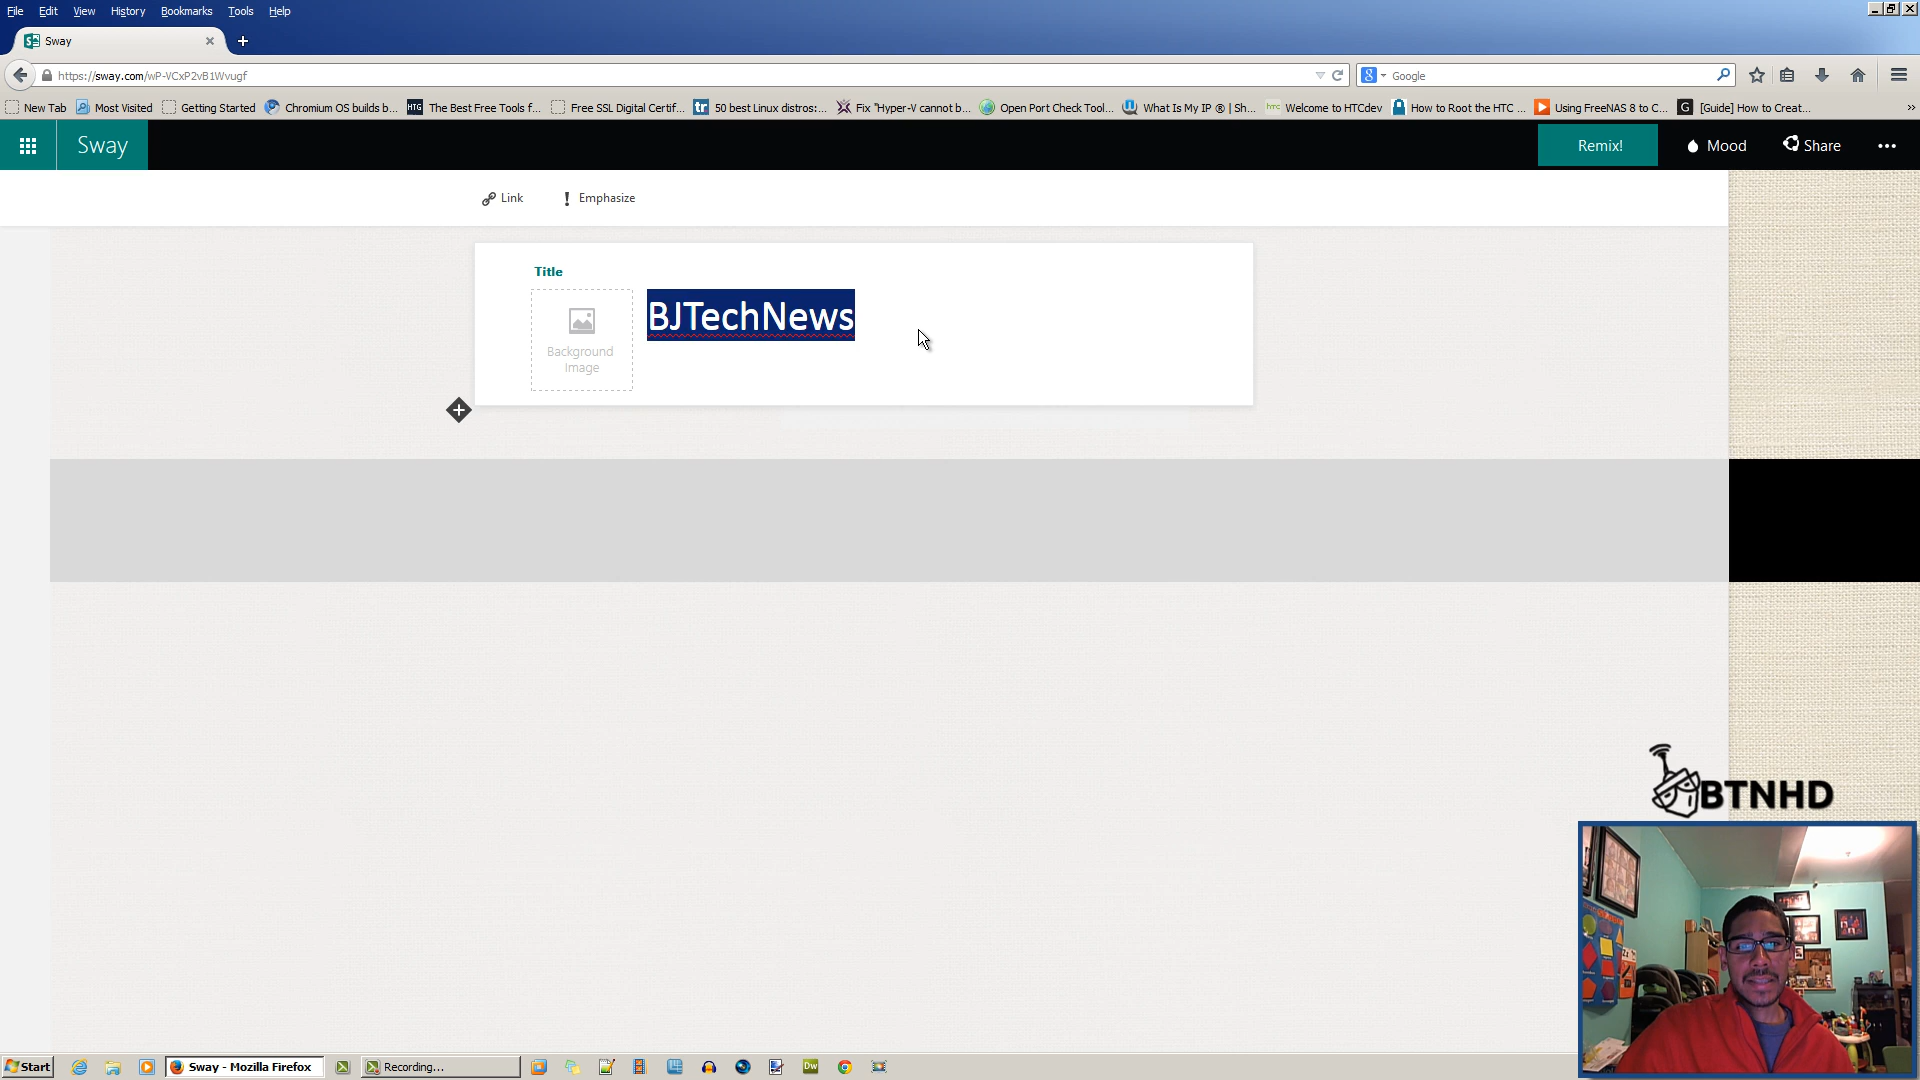 File Edit View History Bookmarks Tools Help
Sway
https://sway.com/wP-VCxP2vB1Wvugf
Google
New Tab Most Visited Getting Started Chromium OS builds b... The Best Free Tools f... Free SSL Digital Certif... 50 best Linux distros:... Fix "Hyper-V cannot b... Open Port Check Tool... What Is My IP ® | Sh... Welcome to HTCdev How to Root the HTC ... Using FreeNAS 8 to C... [Guide] How to Creat...
Sway Remix! Mood Share
Link Emphasize
Title
BJTechNews
Background
Image
BTNHD
Start Sway - Mozilla Firefox Recording...